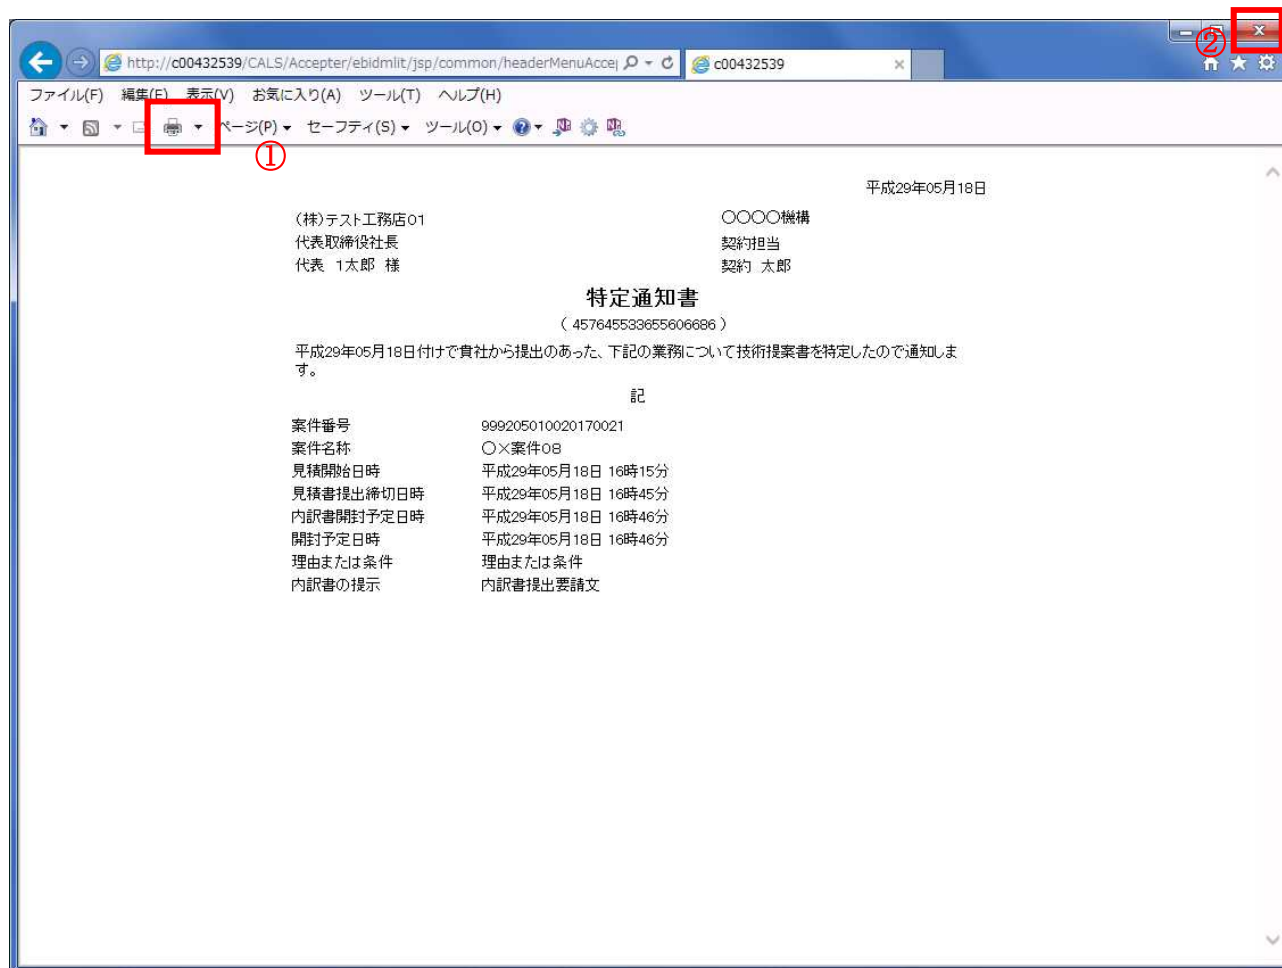 ②
http://c00432539/CALS/Accepter/ebidmlit/jsp/common/headerMenuAcce
c00432539
ファイル(F) 編集(E) 表示(V) お気に入り(A) ツール(T) ヘルプ(H)
ページ(P) セーフティ(S) ツール(O)
①
平成29年05月18日
(株)テスト工務店01
代表取締役社長
代表 1太郎 様
〇〇〇〇機構
契約担当
契約 太郎
特定通知書
( 457645533655606686 )
平成29年05月18日付けで貴社から提出のあった、下記の業務について技術提案書を特定したので通知しま
す。
記
案件番号 999205010020170021
案件名称 〇×案件08
見積開始日時 平成29年05月18日 16時15分
見積書提出締切日時 平成29年05月18日 16時45分
内訳書開封予定日時 平成29年05月18日 16時46分
開封予定日時 平成29年05月18日 16時46分
理由または条件 理由または条件
内訳書の提示 内訳書提出要請文